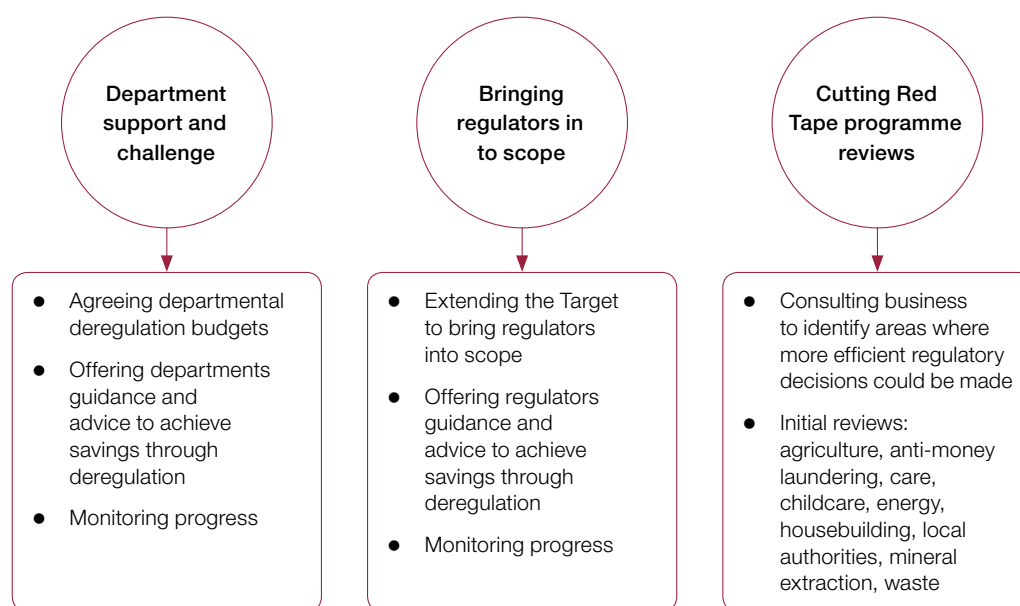 Department
support and
challenge
Agreeing departmental
deregulation budgets
Offering departments
guidance and
advice to achieve
savings through
deregulation
Monitoring progress
Bringing
regulators in
to scope
Extending the Target
to bring regulators
into scope
Offering regulators
guidance and
advice to achieve
savings through
deregulation
Monitoring progress
Cutting Red
Tape programme
reviews
Consulting business
to identify areas where
more efficient regulatory
decisions could be made
Initial reviews:
agriculture, anti-money
laundering, care,
childcare, energy,
housebuilding, local
authorities, mineral
extraction, waste